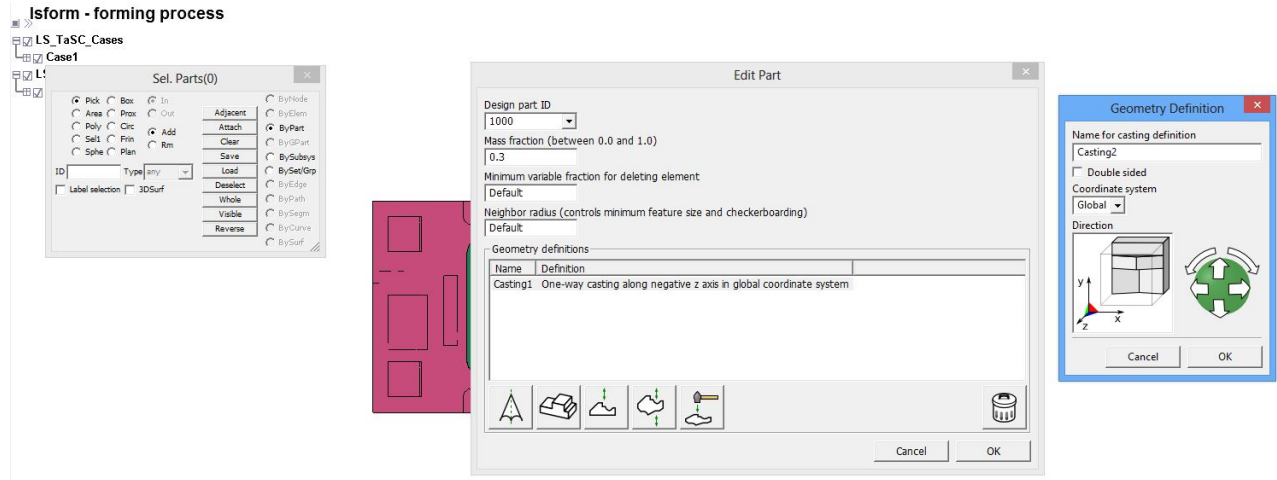 lsform - forming process
LS_TaSC_Cases
Case1
Sel. Parts(0)
Pick Box In ByNode
Area Prox Out Adjacent ByElem
Poly Circ Add Attach ByPart
Sel1 Frin Rm Clear ByGPart
Sphe Plan Save BySubsys
ID Type any Load BySet/Grp
Label selection 3DSurf Deselect ByEdge
Whole ByPath
Visible BySegm
Reverse ByCurve
BySurf
Edit Part
Design part ID
1000
Mass fraction (between 0.0 and 1.0)
0.3
Minimum variable fraction for deleting element
Default
Neighbor radius (controls minimum feature size and checkerboarding)
Default
Geometry definitions
Name Definition
Casting1 One-way casting along negative z axis in global coordinate system
Cancel OK
Geometry Definition
Name for casting definition
Casting2
Double sided
Coordinate system
Global
Direction
y
x
z
Cancel OK